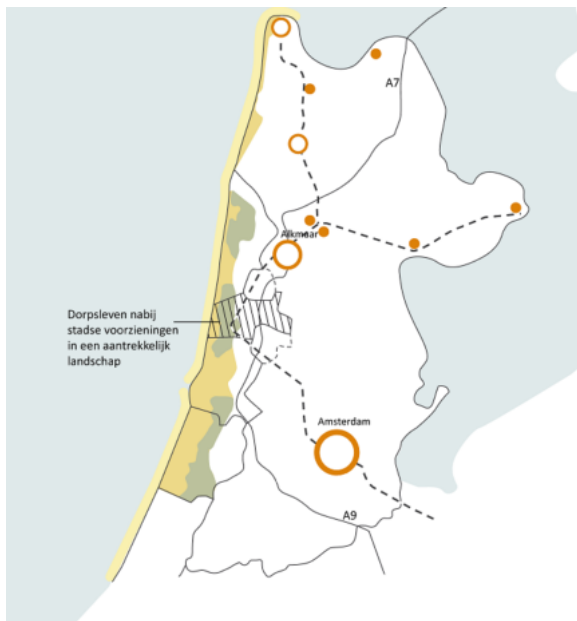 A7
Alkmaar
Dorpsleven nabij
stadse voorzieningen
in een aantrekkelijk
landschap
Amsterdam
A9